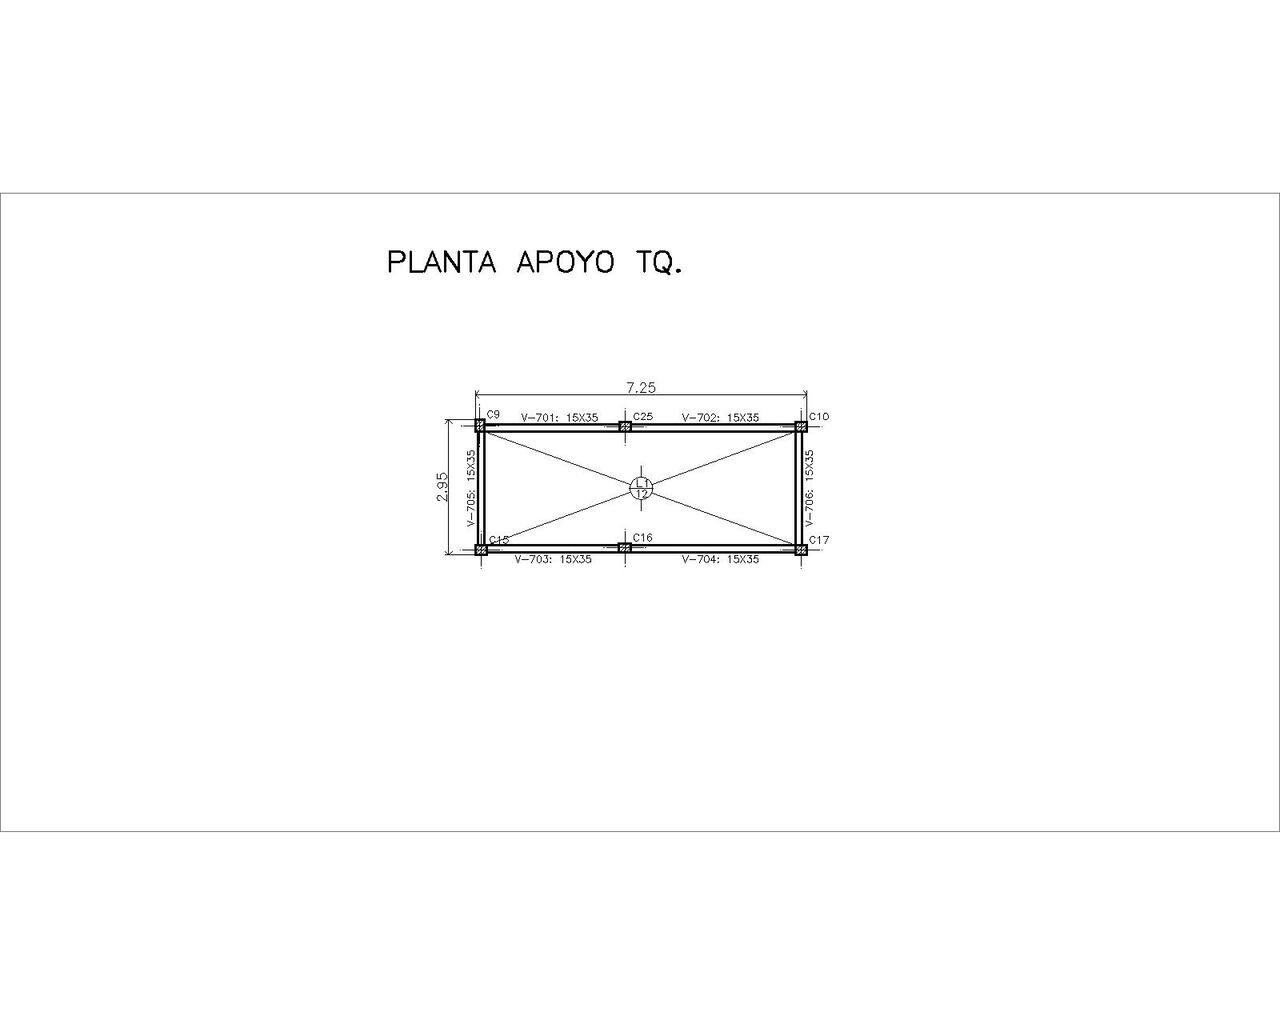 PLANTA APOYO TQ.
7.25
C9
V-701: 15X35
C25
V-702: 15X35
C10
2.95
V-705: 15X35
L1
12
V-706: 15X35
C15
C16
C17
V-703: 15X35
V-704: 15X35